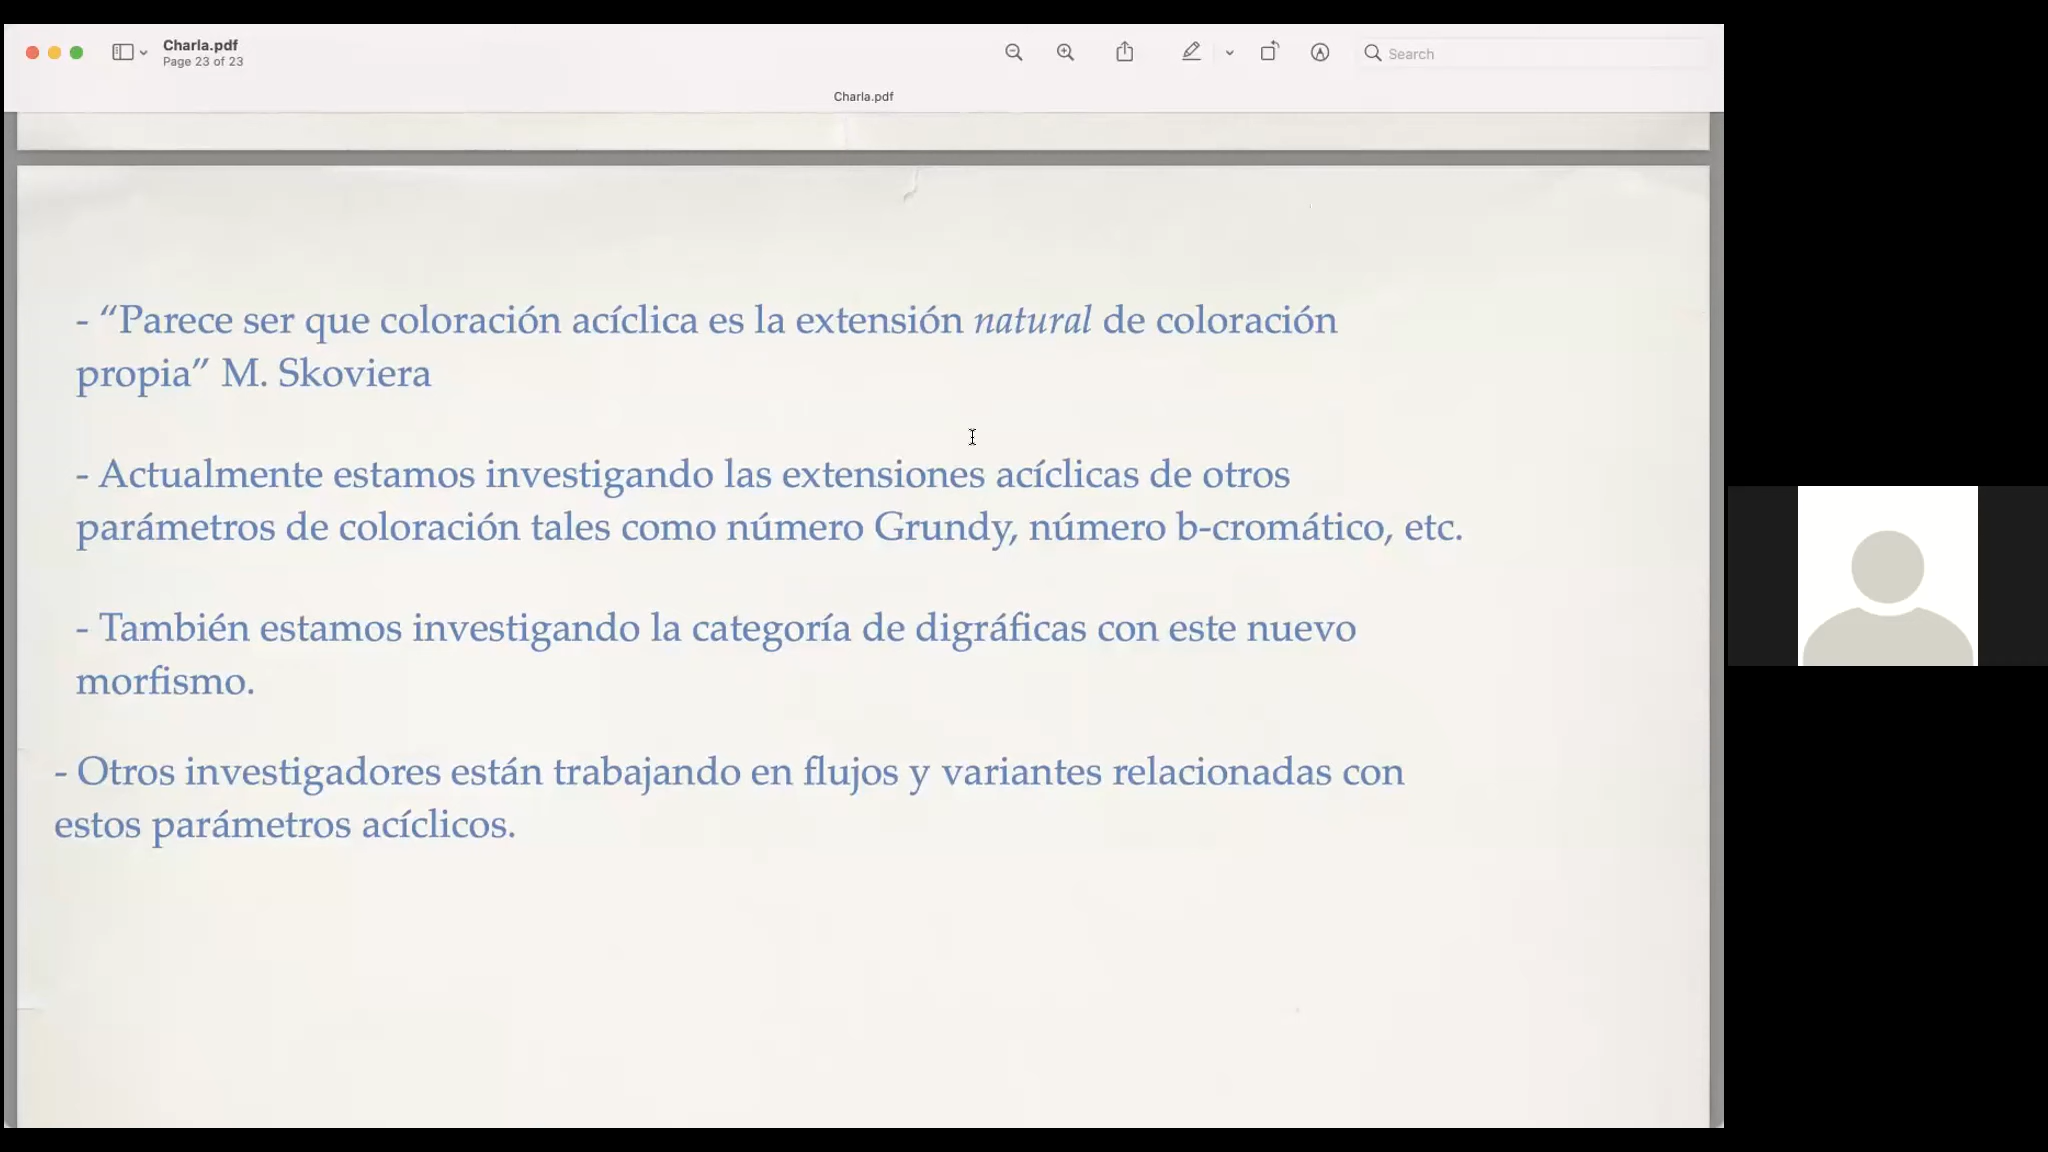 Charla.pdf
Page 23 of 23
Search
Charla.pdf
- “Parece ser que coloración acíclica es la extensión natural de coloración
propia” M. Skoviera
- Actualmente estamos investigando las extensiones acíclicas de otros
parámetros de coloración tales como número Grundy, número b-cromático, etc.
- También estamos investigando la categoría de digráficas con este nuevo
morfismo.
- Otros investigadores están trabajando en flujos y variantes relacionadas con
estos parámetros acíclicos.